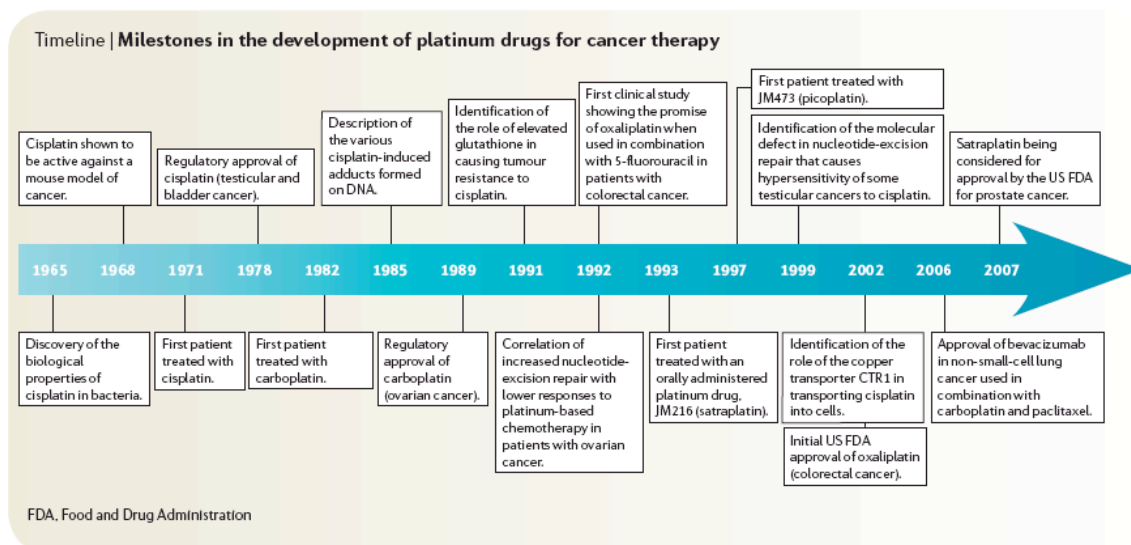 Timeline | Milestones in the development of platinum drugs for cancer therapy
Cisplatin shown
to be active against a
mouse model of
cancer.
Regulatory approval of
cisplatin (testicular and
bladder cancer).
Description of
the various
cisplatin-induced
adducts formed
on DNA.
Identification of
the role of elevated
glutathione in
causing tumour
resistance to
cisplatin.
First clinical study
showing the promise
of oxaliplatin when
used in combination
with 5-fluorouracil in
patients with
colorectal cancer.
First patient treated with
JM473 (picoplatin).
Identification of the molecular
defect in nucleotide-excision
repair that causes
hypersensitivity of some
testicular cancers to cisplatin.
Satraplatin being
considered for
approval by the US FDA
for prostate cancer.
1965 1968 1971 1978 1982 1985 1989 1991 1992 1993 1997 1999 2002 2006 2007
Discovery of the
biological
properties of
cisplatin in bacteria.
First patient
treated with
cisplatin.
First patient
treated with
carboplatin.
Regulatory
approval of
carboplatin
(ovarian cancer).
Correlation of
increased nucleotide-
excision repair with
lower responses to
platinum-based
chemotherapy in
patients with ovarian
cancer.
First patient
treated with an
orally administered
platinum drug,
JM216 (satraplatin).
Identification of the
role of the copper
transporter CTR1 in
transporting cisplatin
into cells.
Initial US FDA
approval of oxaliplatin
(colorectal cancer).
Approval of bevacizumab
in non-small-cell lung
cancer used in
combination with
carboplatin and paclitaxel.
FDA, Food and Drug Administration